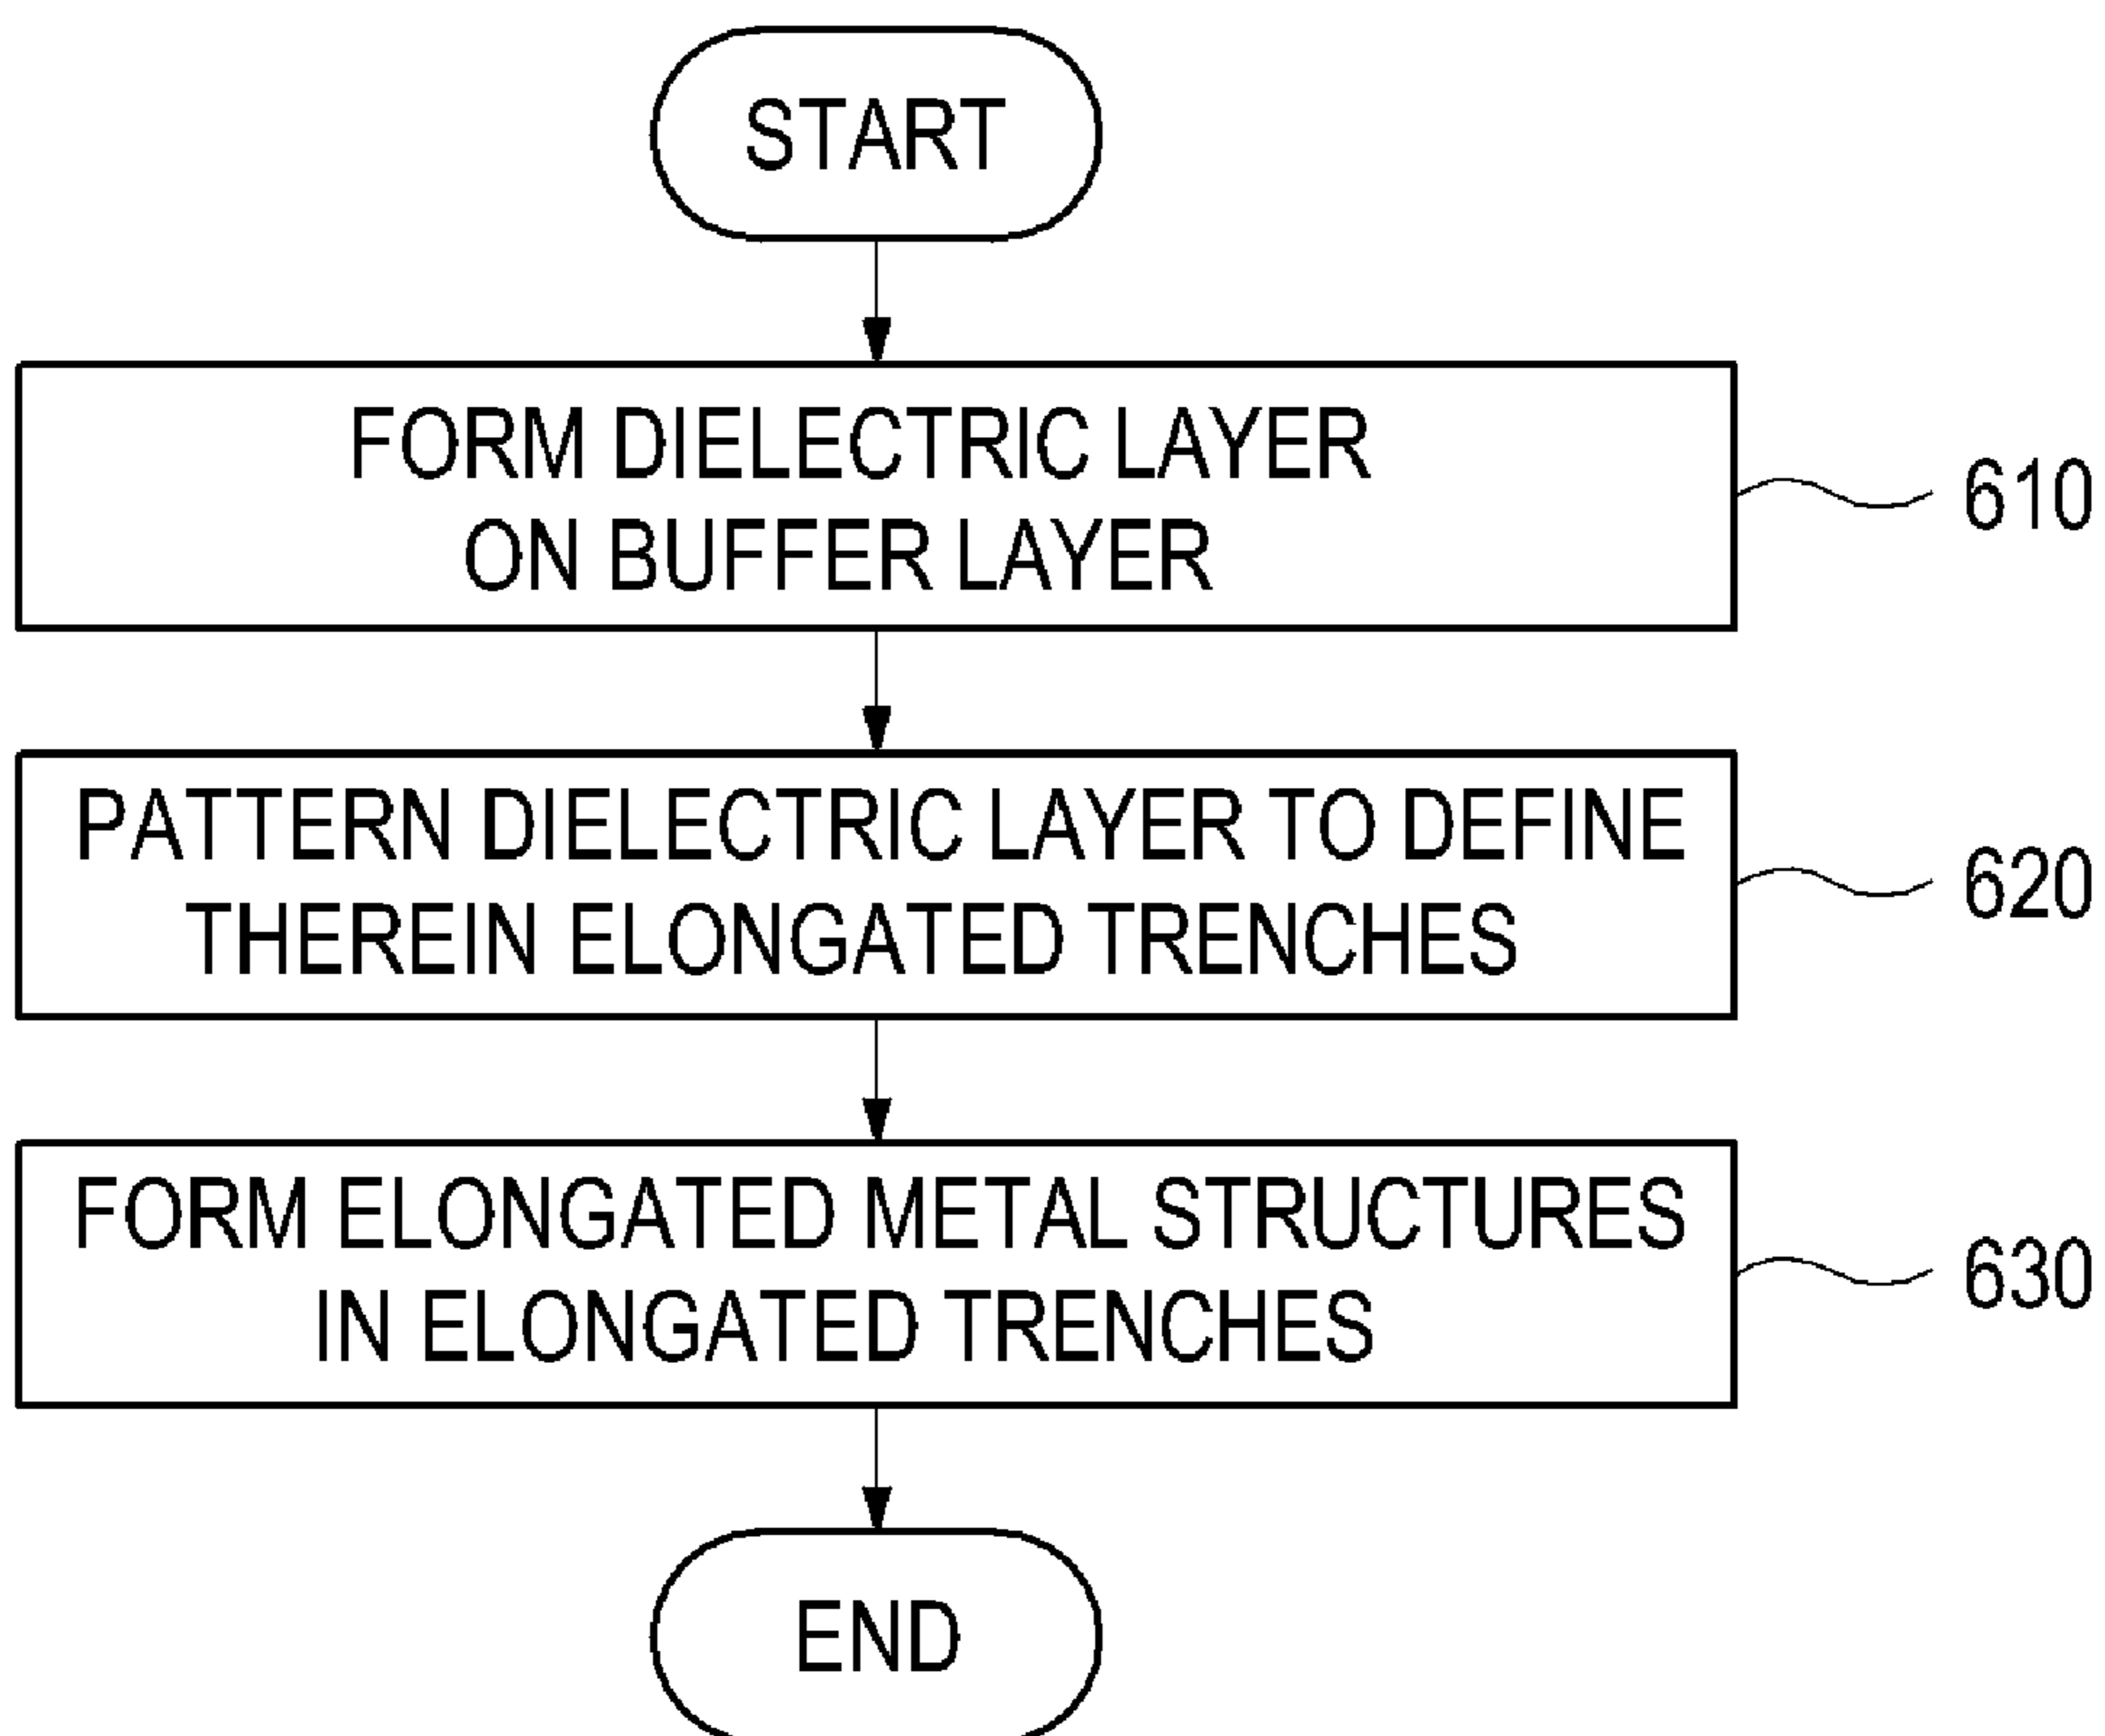 START
FORM DIELECTRIC LAYER
ON BUFFER LAYER
610
PATTERN DIELECTRIC LAYER TO DEFINE
THEREIN ELONGATED TRENCHES
620
FORM ELONGATED METAL STRUCTURES
IN ELONGATED TRENCHES
630
END